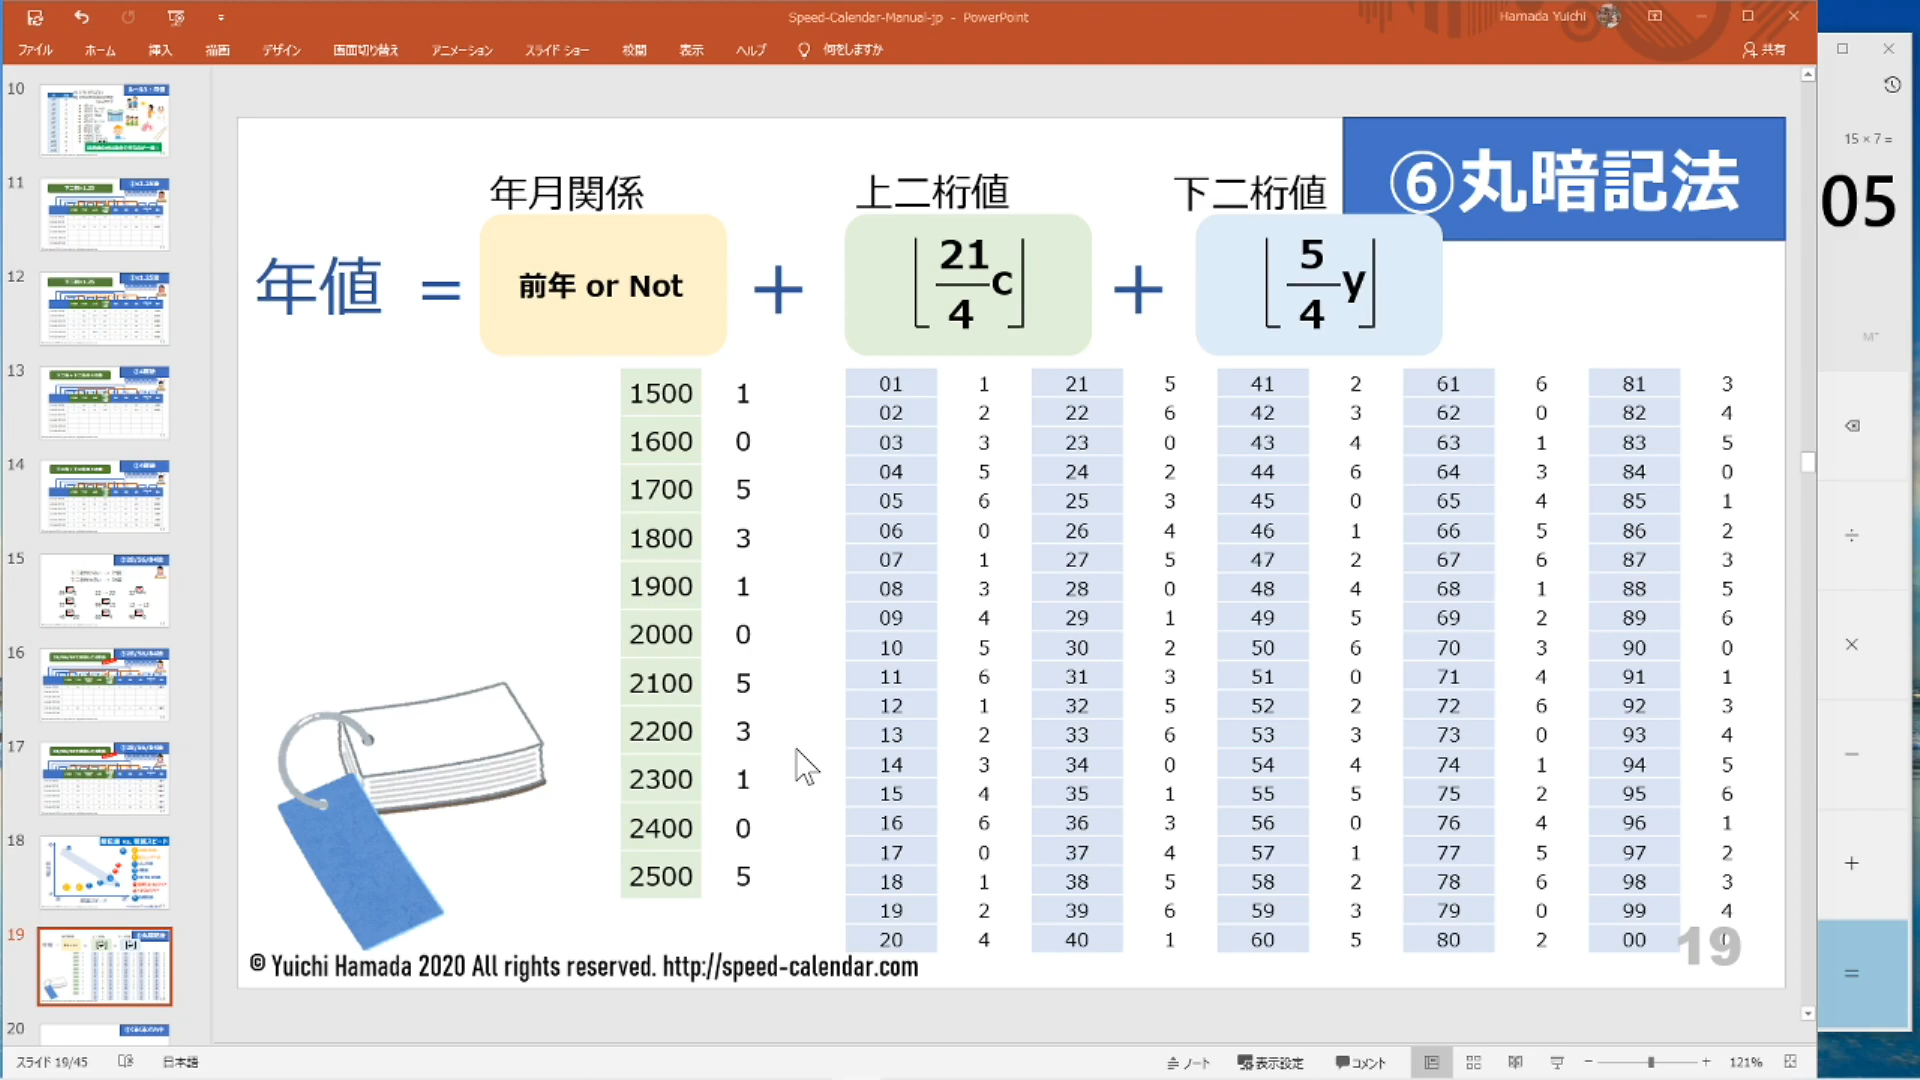 Speed-Calendar-Manual-jp - PowerPoint
Hamada Yuichi
ファイル ホーム 挿入 描画 デザイン 画面切り替え アニメーション スライド ショー 校閲 表示 ヘルプ 何をしますか 共有
10
11
12
13
14
15
16
17
18
19
20
⑥丸暗記法
年月関係 上二桁値 下二桁値
年値 = 前年 or Not + ⌊21/4 c⌋ + ⌊5/4 y⌋
1500 1
1600 0
1700 5
1800 3
1900 1
2000 0
2100 5
2200 3
2300 1
2400 0
2500 5
01 1 21 5 41 2 61 6 81 3
02 2 22 6 42 3 62 0 82 4
03 3 23 0 43 4 63 1 83 5
04 5 24 2 44 6 64 3 84 0
05 6 25 3 45 0 65 4 85 1
06 0 26 4 46 1 66 5 86 2
07 1 27 5 47 2 67 6 87 3
08 3 28 0 48 4 68 1 88 5
09 4 29 1 49 5 69 2 89 6
10 5 30 2 50 6 70 3 90 0
11 6 31 3 51 0 71 4 91 1
12 1 32 5 52 2 72 6 92 3
13 2 33 6 53 3 73 0 93 4
14 3 34 0 54 4 74 1 94 5
15 4 35 1 55 5 75 2 95 6
16 6 36 3 56 0 76 4 96 1
17 0 37 4 57 1 77 5 97 2
18 1 38 5 58 2 78 6 98 3
19 2 39 6 59 3 79 0 99 4
20 4 40 1 60 5 80 2 00
19
© Yuichi Hamada 2020 All rights reserved. http://speed-calendar.com
15 × 7 =
05
M⁺
÷
×
−
+
=
スライド 19/45 日本語 ノート 表示設定 コメント − + 121%